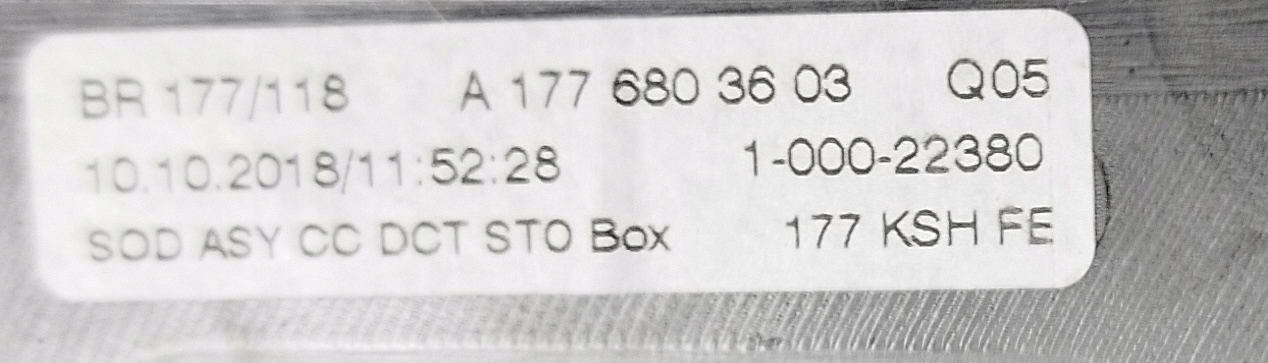 BR 177/118 A 177 680 36 03 Q05
10.10.2018/11:52:28 1-000-22380
SOD ASY CC DCT STO Box 177 KSH FE